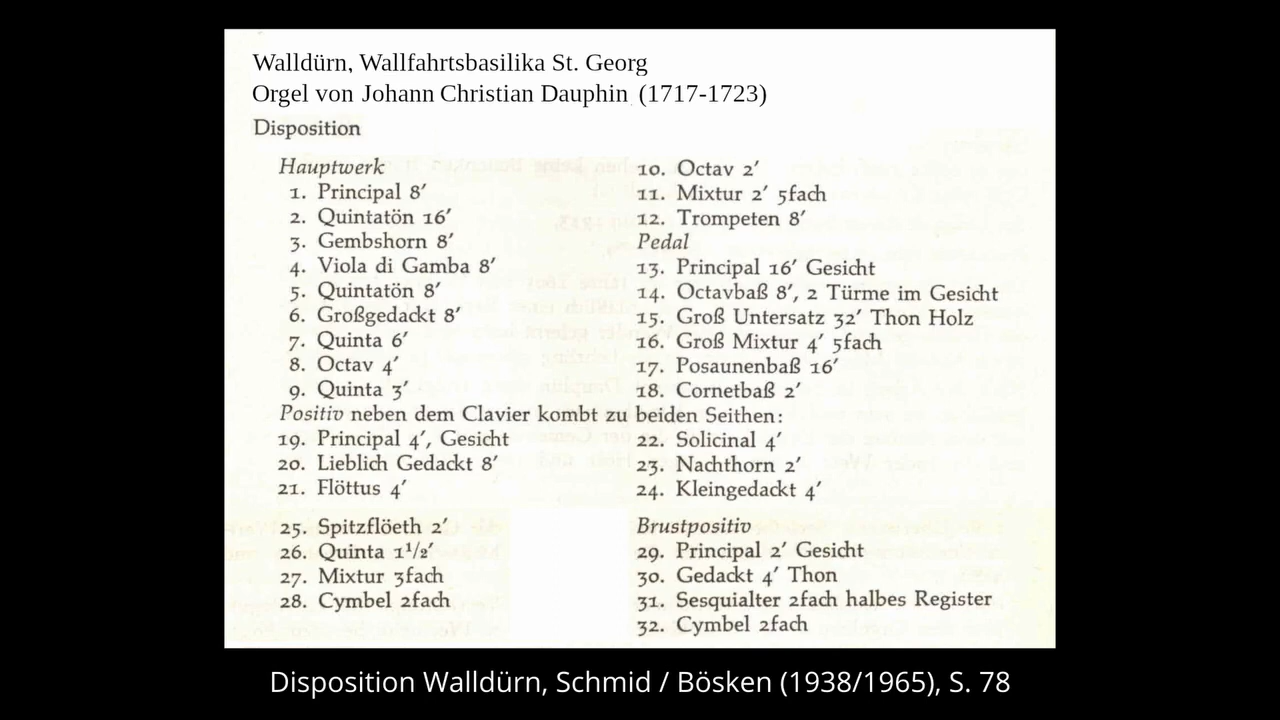 Walldürn, Wallfahrtsbasilika St. Georg
Orgel von Johann Christian Dauphin (1717-1723)
Disposition
Hauptwerk
1. Principal 8′
2. Quintatön 16′
3. Gembshorn 8′
4. Viola di Gamba 8′
5. Quintatön 8′
6. Großgedackt 8′
7. Quinta 6′
8. Octav 4′
9. Quinta 3′
10. Octav 2′
11. Mixtur 2′ 5fach
12. Trompeten 8′
Pedal
13. Principal 16′ Gesicht
14. Octavbaß 8′, 2 Türme im Gesicht
15. Groß Untersatz 32′ Thon Holz
16. Groß Mixtur 4′ 5fach
17. Posaunenbaß 16′
18. Cornetbaß 2′
Positiv neben dem Clavier kombt zu beiden Seithen:
19. Principal 4′, Gesicht
20. Lieblich Gedackt 8′
21. Flöttus 4′
22. Solicinal 4′
23. Nachthorn 2′
24. Kleingedackt 4′
25. Spitzflöeth 2′
26. Quinta 1¹/₂′
27. Mixtur 3fach
28. Cymbel 2fach
Brustpositiv
29. Principal 2′ Gesicht
30. Gedackt 4′ Thon
31. Sesquialter 2fach halbes Register
32. Cymbel 2fach
Disposition Walldürn, Schmid / Bösken (1938/1965), S. 78